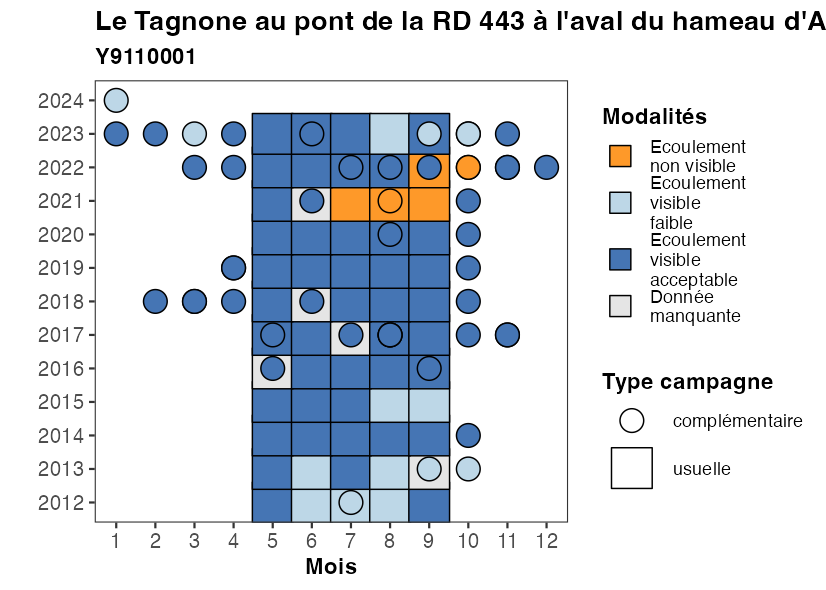 Le Tagnone au pont de la RD 443 à l'aval du hameau d'A
Y9110001
2024
2023
2022
2021
2020
2019
2018
2017
2016
2015
2014
2013
2012
1 2 3 4 5 6 7 8 9 10 11 12
Mois
Modalités
Ecoulement
non visible
Ecoulement
visible
faible
Ecoulement
visible
acceptable
Donnée
manquante
Type campagne
complémentaire
usuelle